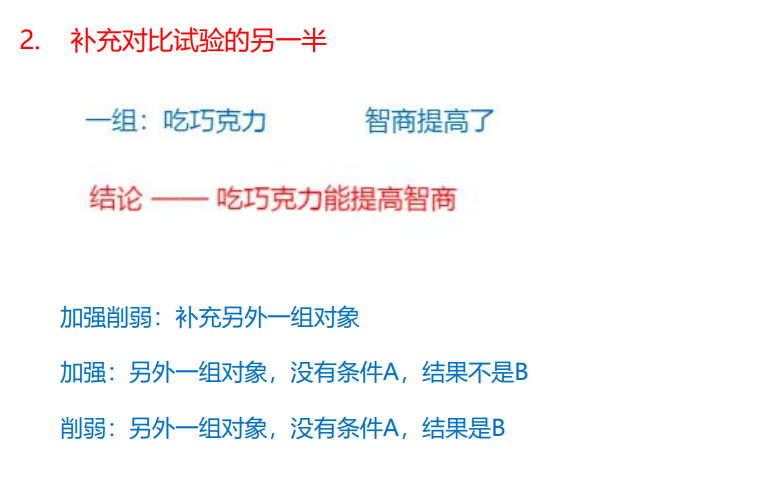 2. 补充对比试验的另一半
一组：吃巧克力 智商提高了
结论 —— 吃巧克力能提高智商
加强削弱：补充另外一组对象
加强：另外一组对象，没有条件A，结果不是B
削弱：另外一组对象，没有条件A，结果是B